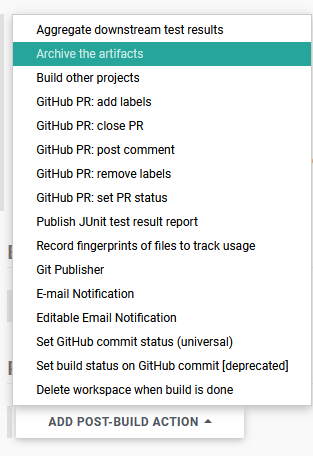 Aggregate downstream test results
Archive the artifacts
Build other projects
GitHub PR: add labels
GitHub PR: close PR
GitHub PR: post comment
GitHub PR: remove labels
GitHub PR: set PR status
Publish JUnit test result report
Record fingerprints of files to track usage
Git Publisher
E-mail Notification
Editable Email Notification
Set GitHub commit status (universal)
Set build status on GitHub commit [deprecated]
Delete workspace when build is done
ADD POST-BUILD ACTION